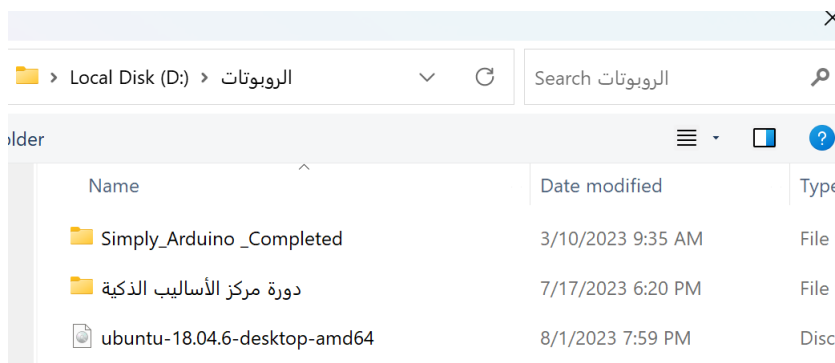 Local Disk (D:) الروبوتات Search الروبوتات
older
Name Date modified Type
Simply_Arduino _Completed 3/10/2023 9:35 AM File
دورة مركز الأساليب الذكية 7/17/2023 6:20 PM File
ubuntu-18.04.6-desktop-amd64 8/1/2023 7:59 PM Disc